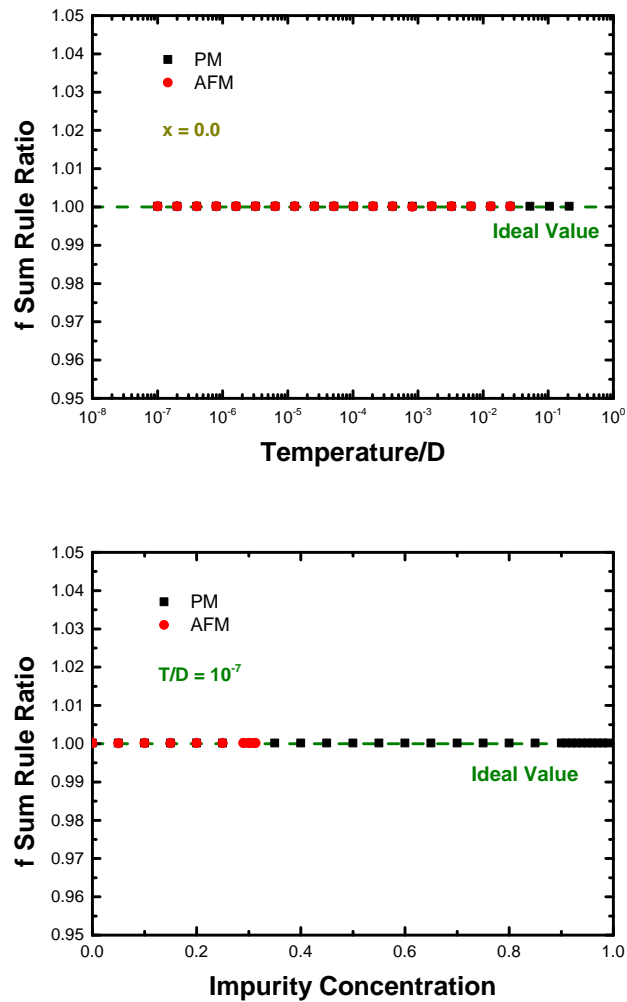 1.05
1.04
1.03
1.02
1.01
1.00
0.99
0.98
0.97
0.96
0.95
f Sum Rule Ratio
PM
AFM
x = 0.0
Ideal Value
10⁻⁸ 10⁻⁷ 10⁻⁶ 10⁻⁵ 10⁻⁴ 10⁻³ 10⁻² 10⁻¹ 10⁰
Temperature/D
1.05
1.04
1.03
1.02
1.01
1.00
0.99
0.98
0.97
0.96
0.95
f Sum Rule Ratio
PM
AFM
T/D = 10⁻⁷
Ideal Value
0.0 0.2 0.4 0.6 0.8 1.0
Impurity Concentration